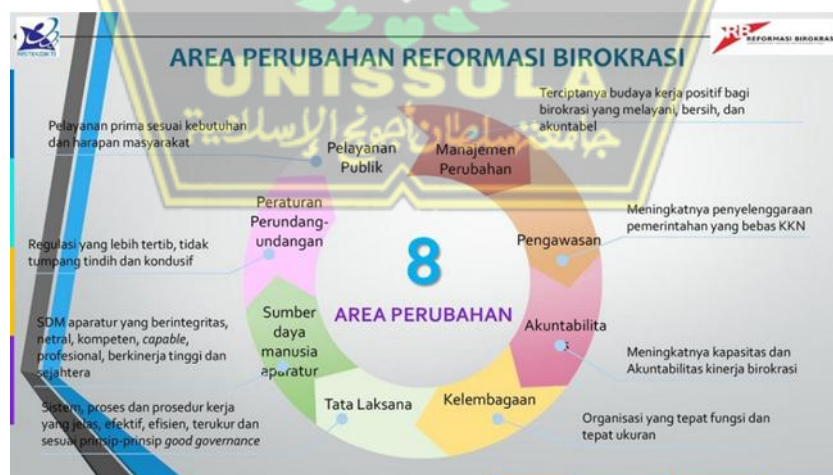 REFORMASI BIROKRASI
AREA PERUBAHAN REFORMASI BIROKRASI
UNISSULA
جامعتسلطان أجونج الإسلامية
Terciptanya budaya kerja positif bagi
birokrasi yang melayani, bersih, dan
akuntabel
Pelayanan prima sesuai kebutuhan
dan harapan masyarakat
Pelayanan
Publik
Manajemen
Perubahan
Peraturan
Perundang-
undangan
Meningkatnya penyelenggaraan
pemerintahan yang bebas KKN
Pengawasan
Regulasi yang lebih tertib, tidak
tumpang tindih dan kondusif
8
AREA PERUBAHAN
SDM aparatur yang berintegritas,
netral, kompeten, capable,
profesional, berkinerja tinggi dan
sejahtera
Sumber
daya
manusia
aparatur
Akuntabilita
s
Meningkatnya kapasitas dan
Akuntabilitas kinerja birokrasi
Tata Laksana
Kelembagaan
Sistem, proses dan prosedur kerja
yang jelas, efektif, efisien, terukur dan
sesuai prinsip-prinsip good governance
Organisasi yang tepat fungsi dan
tepat ukuran